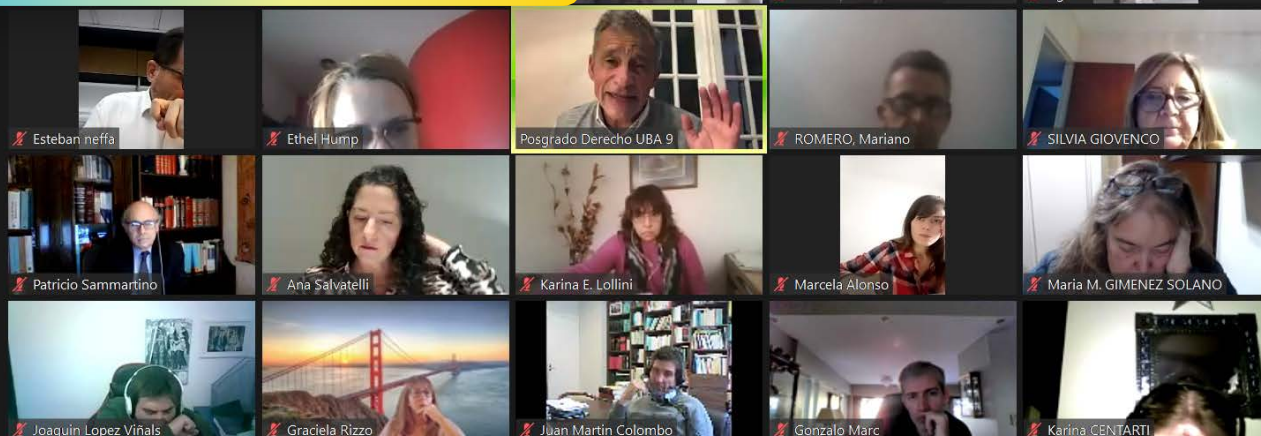 Esteban neffa
Ethel Hump
Posgrado Derecho UBA 9
ROMERO, Mariano
SILVIA GIOVENCO
Patricio Sammartino
Ana Salvatelli
Karina E. Lollini
Marcela Alonso
Maria M. GIMENEZ SOLANO
Joaquin Lopez Viñals
Graciela Rizzo
Juan Martín Colombo
Gonzalo Marc
Karina CENTARTI